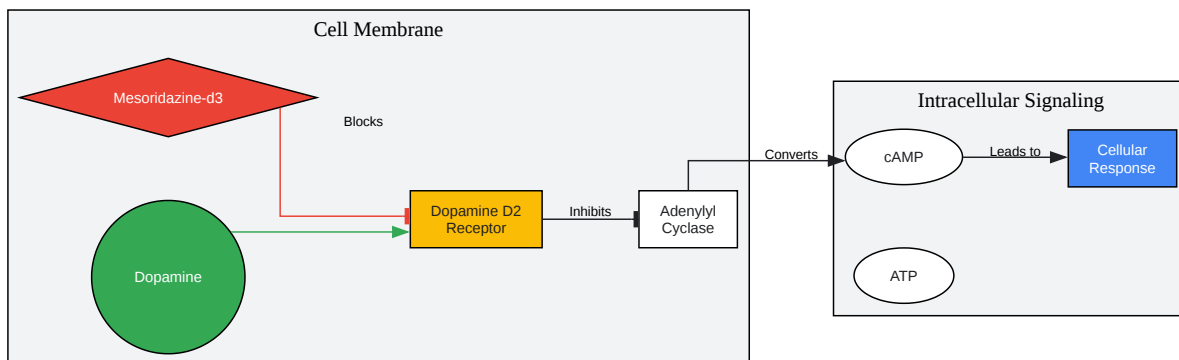 Cell Membrane
Mesoridazine-d3
Blocks
Dopamine
Dopamine D2
Receptor
Inhibits
Adenylyl
Cyclase
Converts
Intracellular Signaling
cAMP
Leads to
Cellular
Response
ATP